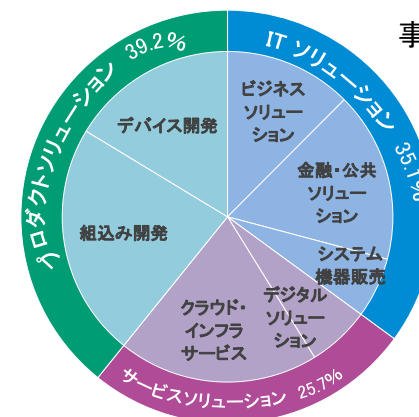 事
ITソリューション 35.1%
ビジネス
ソリュー
ション
金融・公共
ソリュー
ション
システム
機器販売
サービスソリューション 25.7%
デジタル
ソリュー
ション
クラウド・
インフラ
サービス
プロダクトソリューション 39.2%
組込み開発
デバイス開発